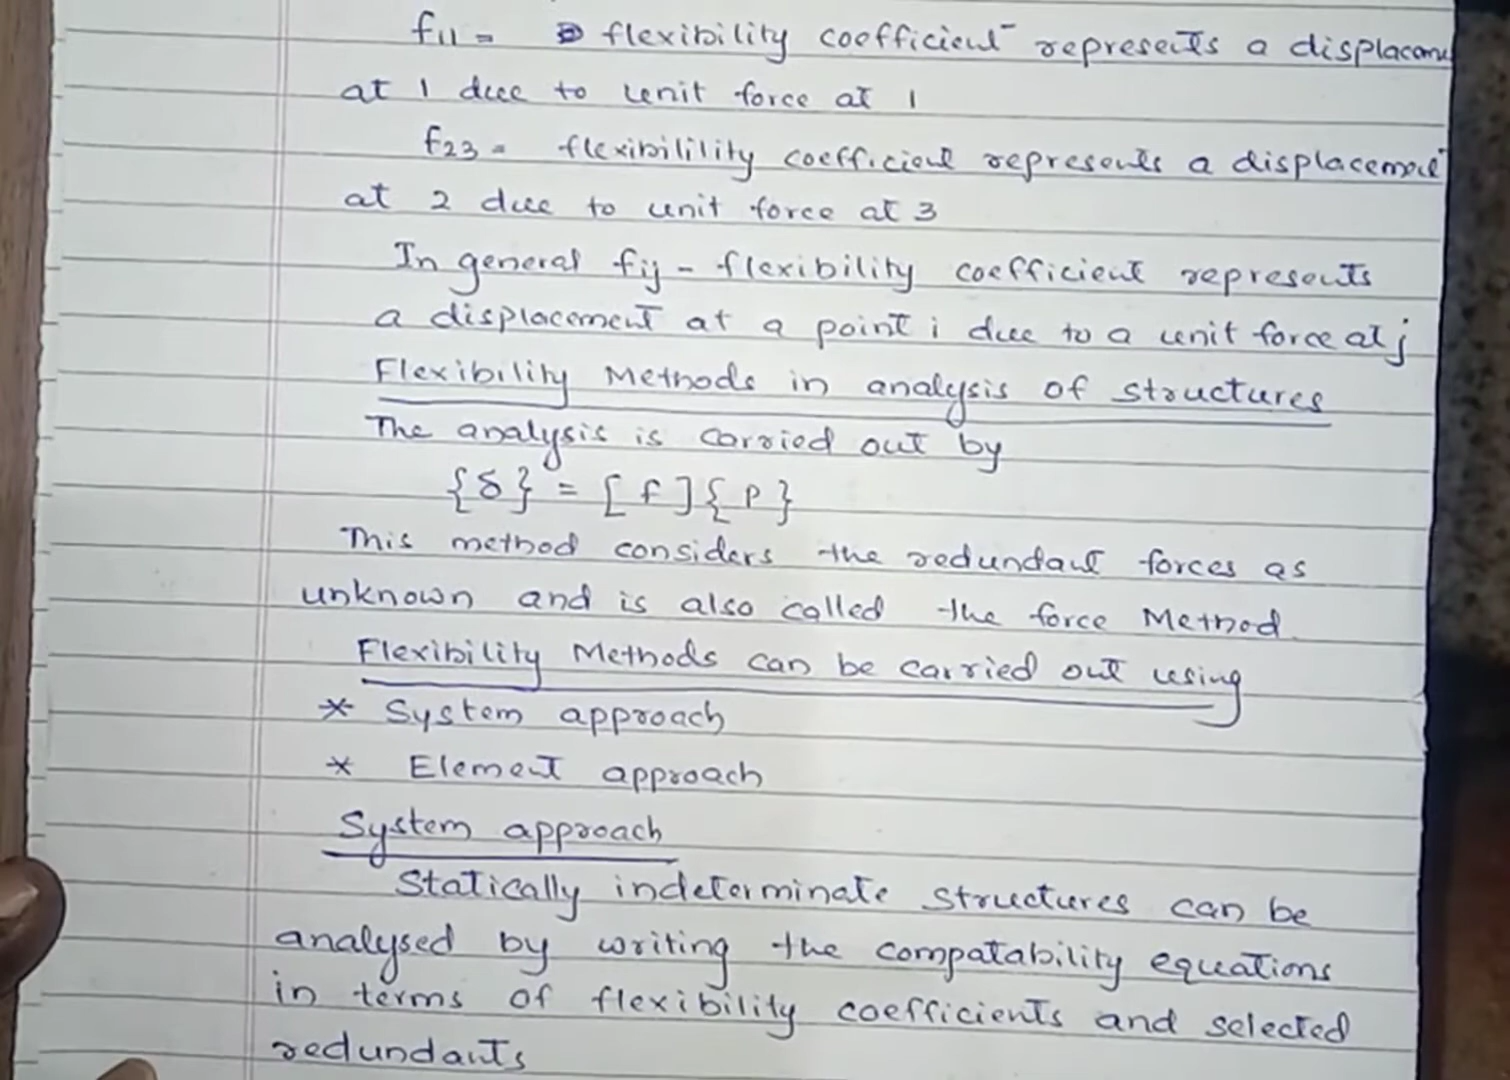 f11 = flexibility coefficient represents a displaceme
at 1 due to unit force at 1
f23 = flexibilility coefficient represents a displacement
at 2 due to unit force at 3
In general fij - flexibility coefficient represents
a displacement at a point i due to a unit force at j
Flexibility Methods in analysis of structures
The analysis is carried out by
{δ} = [f]{P}
This method considers the redundant forces as
unknown and is also called the force Method.
Flexibility Methods can be carried out using
* System approach
* Element approach
System approach
Statically indeterminate structures can be
analysed by writing the compatability equations
in terms of flexibility coefficients and selected
redundants